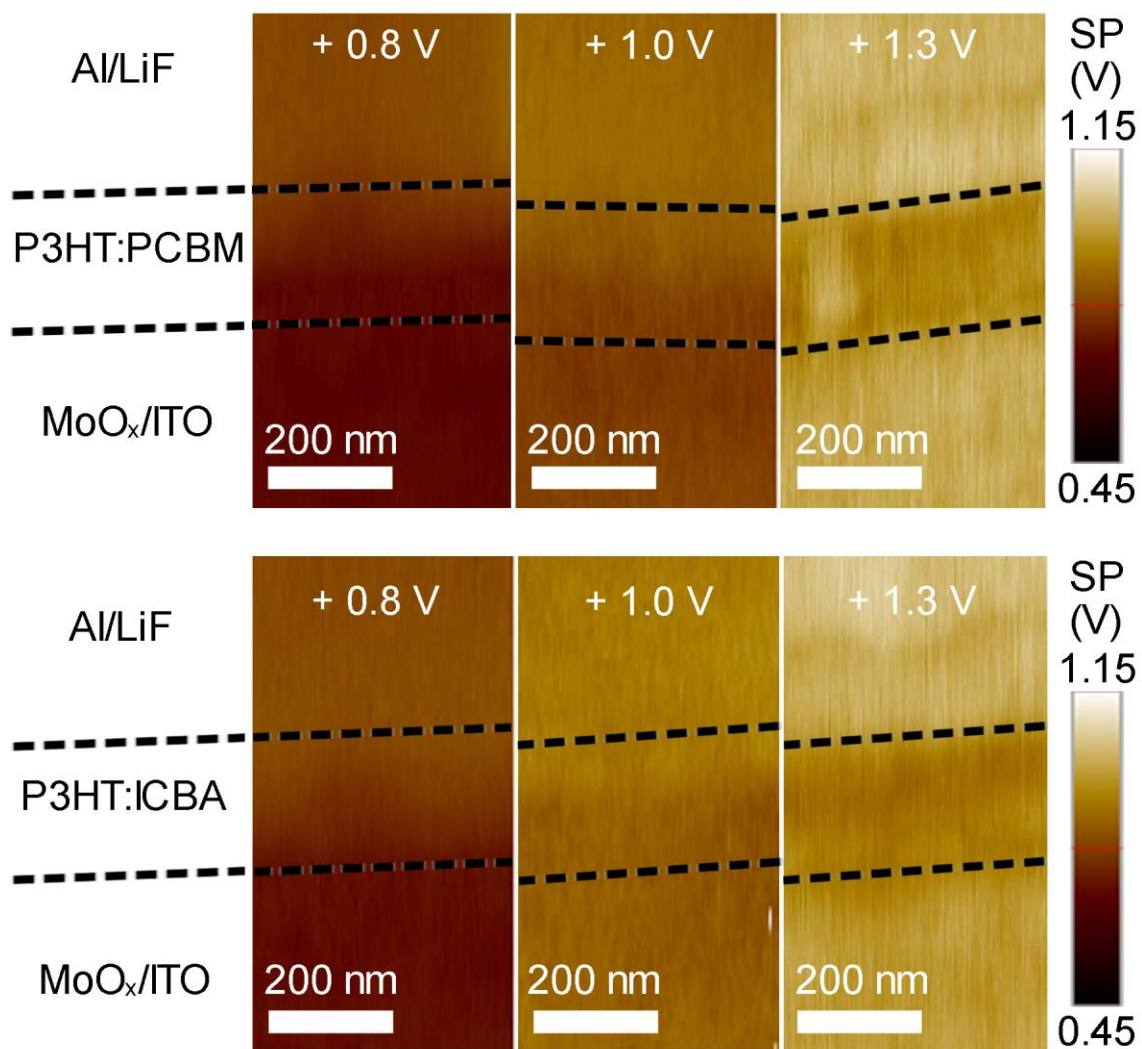 Al/LiF
P3HT:PCBM
MoOₓ/ITO
+ 0.8 V
200 nm
+ 1.0 V
200 nm
+ 1.3 V
200 nm
SP
(V)
1.15
0.45
Al/LiF
P3HT:ICBA
MoOₓ/ITO
+ 0.8 V
200 nm
+ 1.0 V
200 nm
+ 1.3 V
200 nm
SP
(V)
1.15
0.45